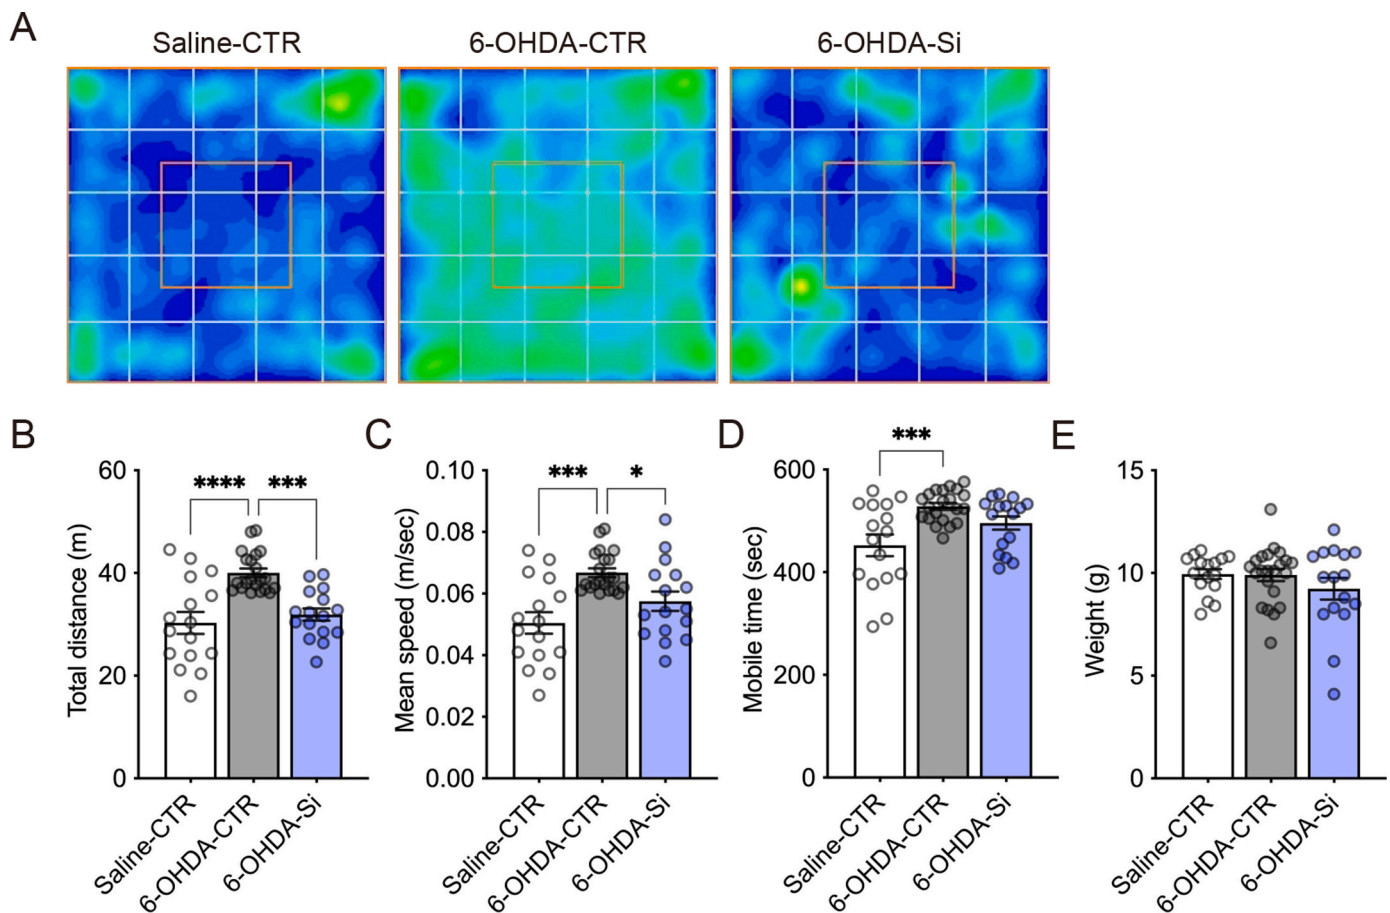 A
Saline-CTR 6-OHDA-CTR 6-OHDA-Si
B C D E
Total distance (m)
60
40
20
0
**** ***
Saline-CTR
6-OHDA-CTR
6-OHDA-Si
Mean speed (m/sec)
0.10
0.08
0.06
0.04
0.02
0.00
*** *
Saline-CTR
6-OHDA-CTR
6-OHDA-Si
Mobile time (sec)
600
400
200
0
***
Saline-CTR
6-OHDA-CTR
6-OHDA-Si
Weight (g)
15
10
5
0
Saline-CTR
6-OHDA-CTR
6-OHDA-Si